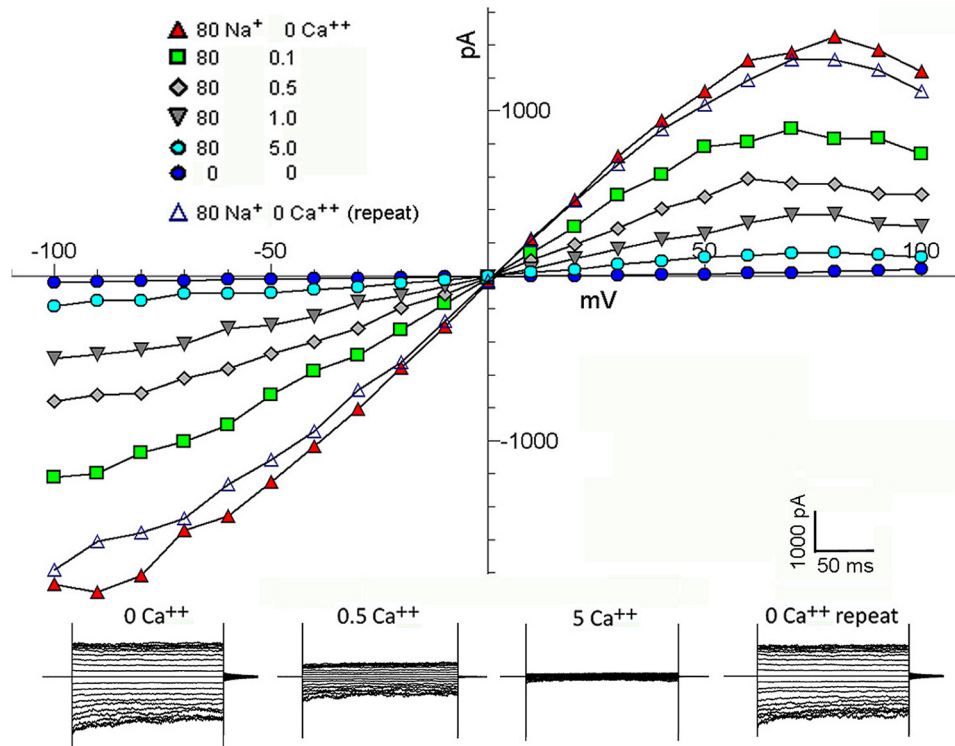 80 Na+ 0 Ca++
80 0.1
80 0.5
80 1.0
80 5.0
0 0
80 Na+ 0 Ca++ (repeat)
pA
1000
-100 -50 50 100
mV
-1000
1000 pA
50 ms
0 Ca++ 0.5 Ca++ 5 Ca++ 0 Ca++ repeat